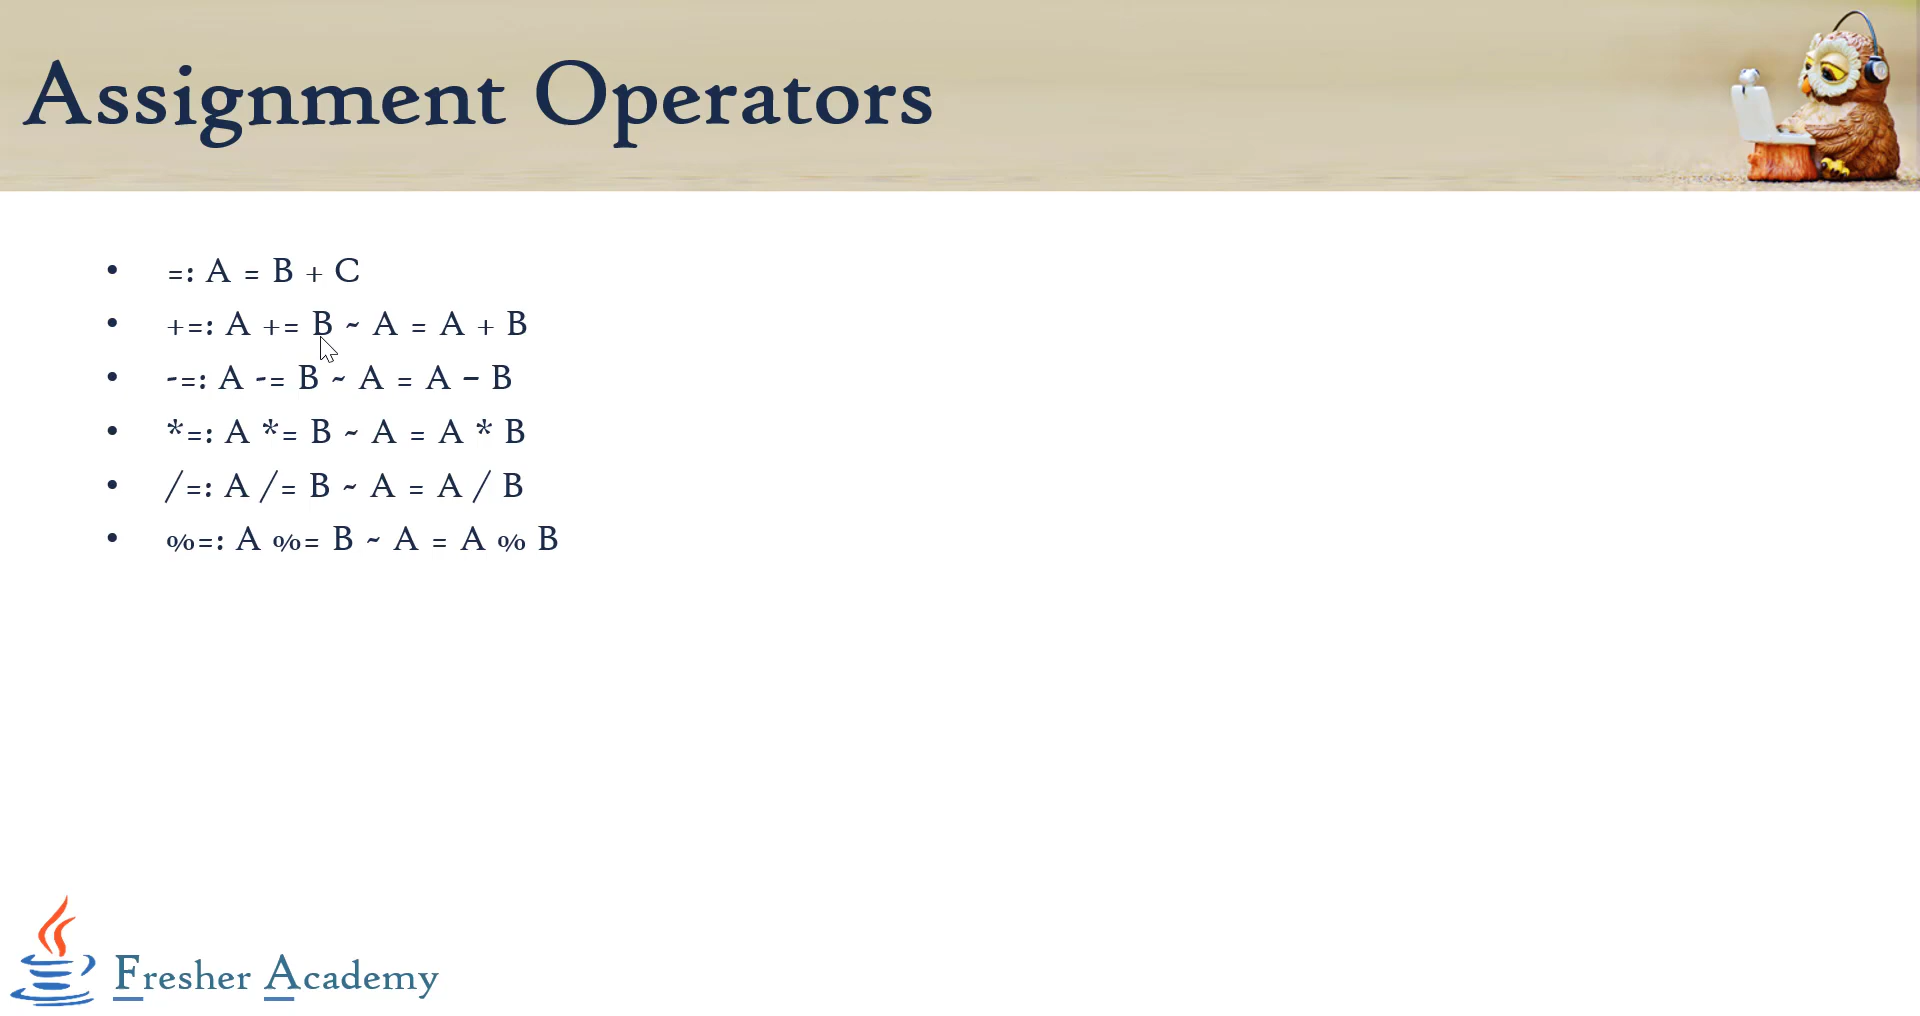 Assignment Operators
• =: A = B + C
• +=: A += B ~ A = A + B
• -=: A -= B ~ A = A – B
• *=: A *= B ~ A = A * B
• /=: A /= B ~ A = A / B
• %=: A %= B ~ A = A % B
Fresher Academy